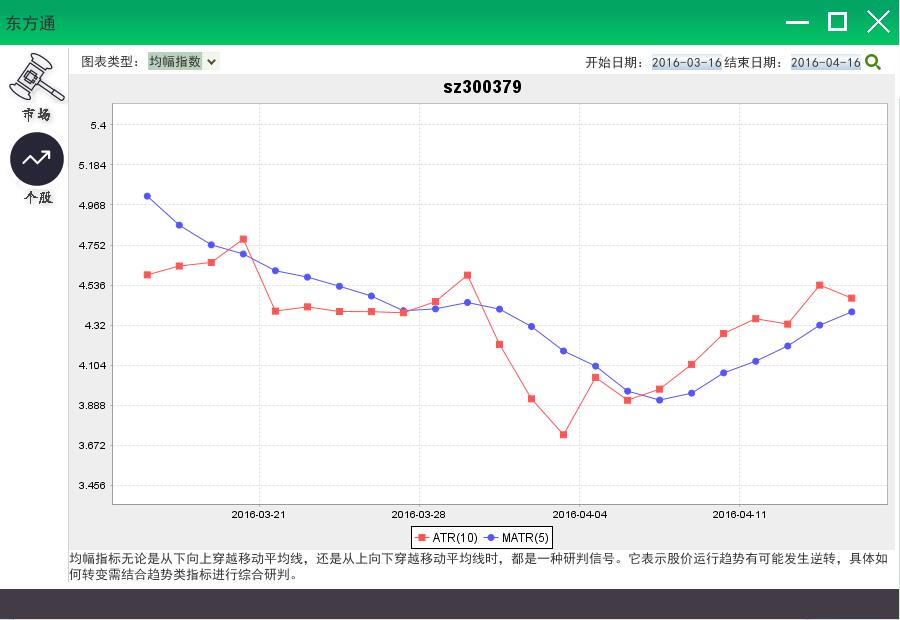 东方通
图表类型： 均幅指数 开始日期： 2016-03-16 结束日期： 2016-04-16
市场
个股
sz300379
5.4
5.184
4.968
4.752
4.536
4.32
4.104
3.888
3.672
3.456
2016-03-21 2016-03-28 2016-04-04 2016-04-11
ATR(10) MATR(5)
均幅指标无论是从下向上穿越移动平均线，还是从上向下穿越移动平均线时，都是一种研判信号。它表示股价运行趋势有可能发生逆转，具体如
何转变需结合趋势类指标进行综合研判。